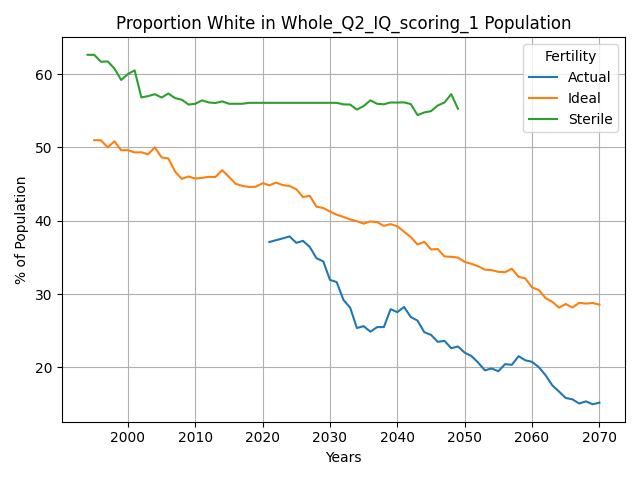 Proportion White in Whole_Q2_IQ_scoring_1 Population
Fertility
Actual
Ideal
Sterile
% of Population
60
50
40
30
20
2000 2010 2020 2030 2040 2050 2060 2070
Years